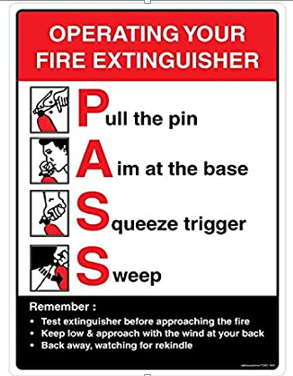 OPERATING YOUR
FIRE EXTINGUISHER
Pull the pin
Aim at the base
Squeeze trigger
Sweep
Remember :
• Test extinguisher before approaching the fire
• Keep low & approach with the wind at your back
• Back away, watching for rekindle